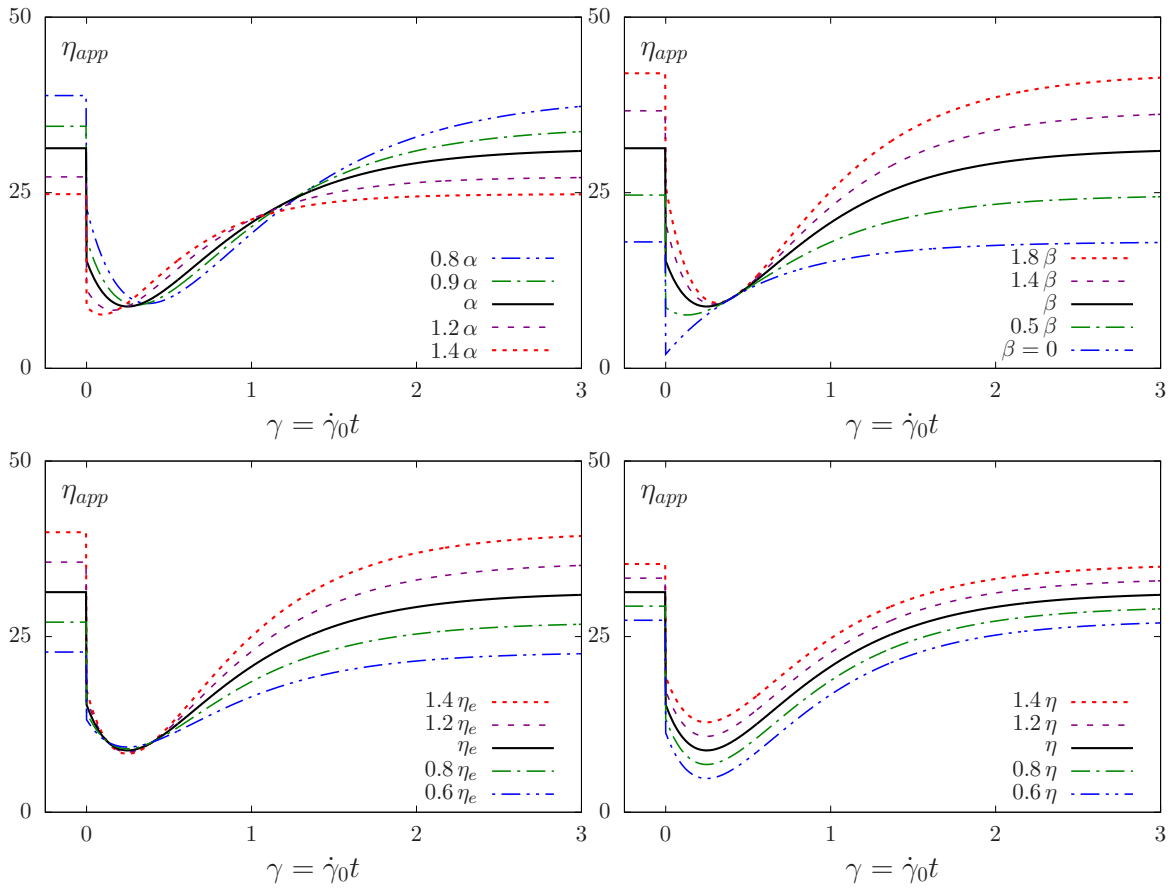 50
25
0
η_app
0.8 α
0.9 α
α
1.2 α
1.4 α
0 1 2 3
γ = γ̇₀t
50
25
0
η_app
1.8 β
1.4 β
β
0.5 β
β = 0
0 1 2 3
γ = γ̇₀t
50
25
0
η_app
1.4 η_e
1.2 η_e
η_e
0.8 η_e
0.6 η_e
0 1 2 3
γ = γ̇₀t
50
25
0
η_app
1.4 η
1.2 η
η
0.8 η
0.6 η
0 1 2 3
γ = γ̇₀t